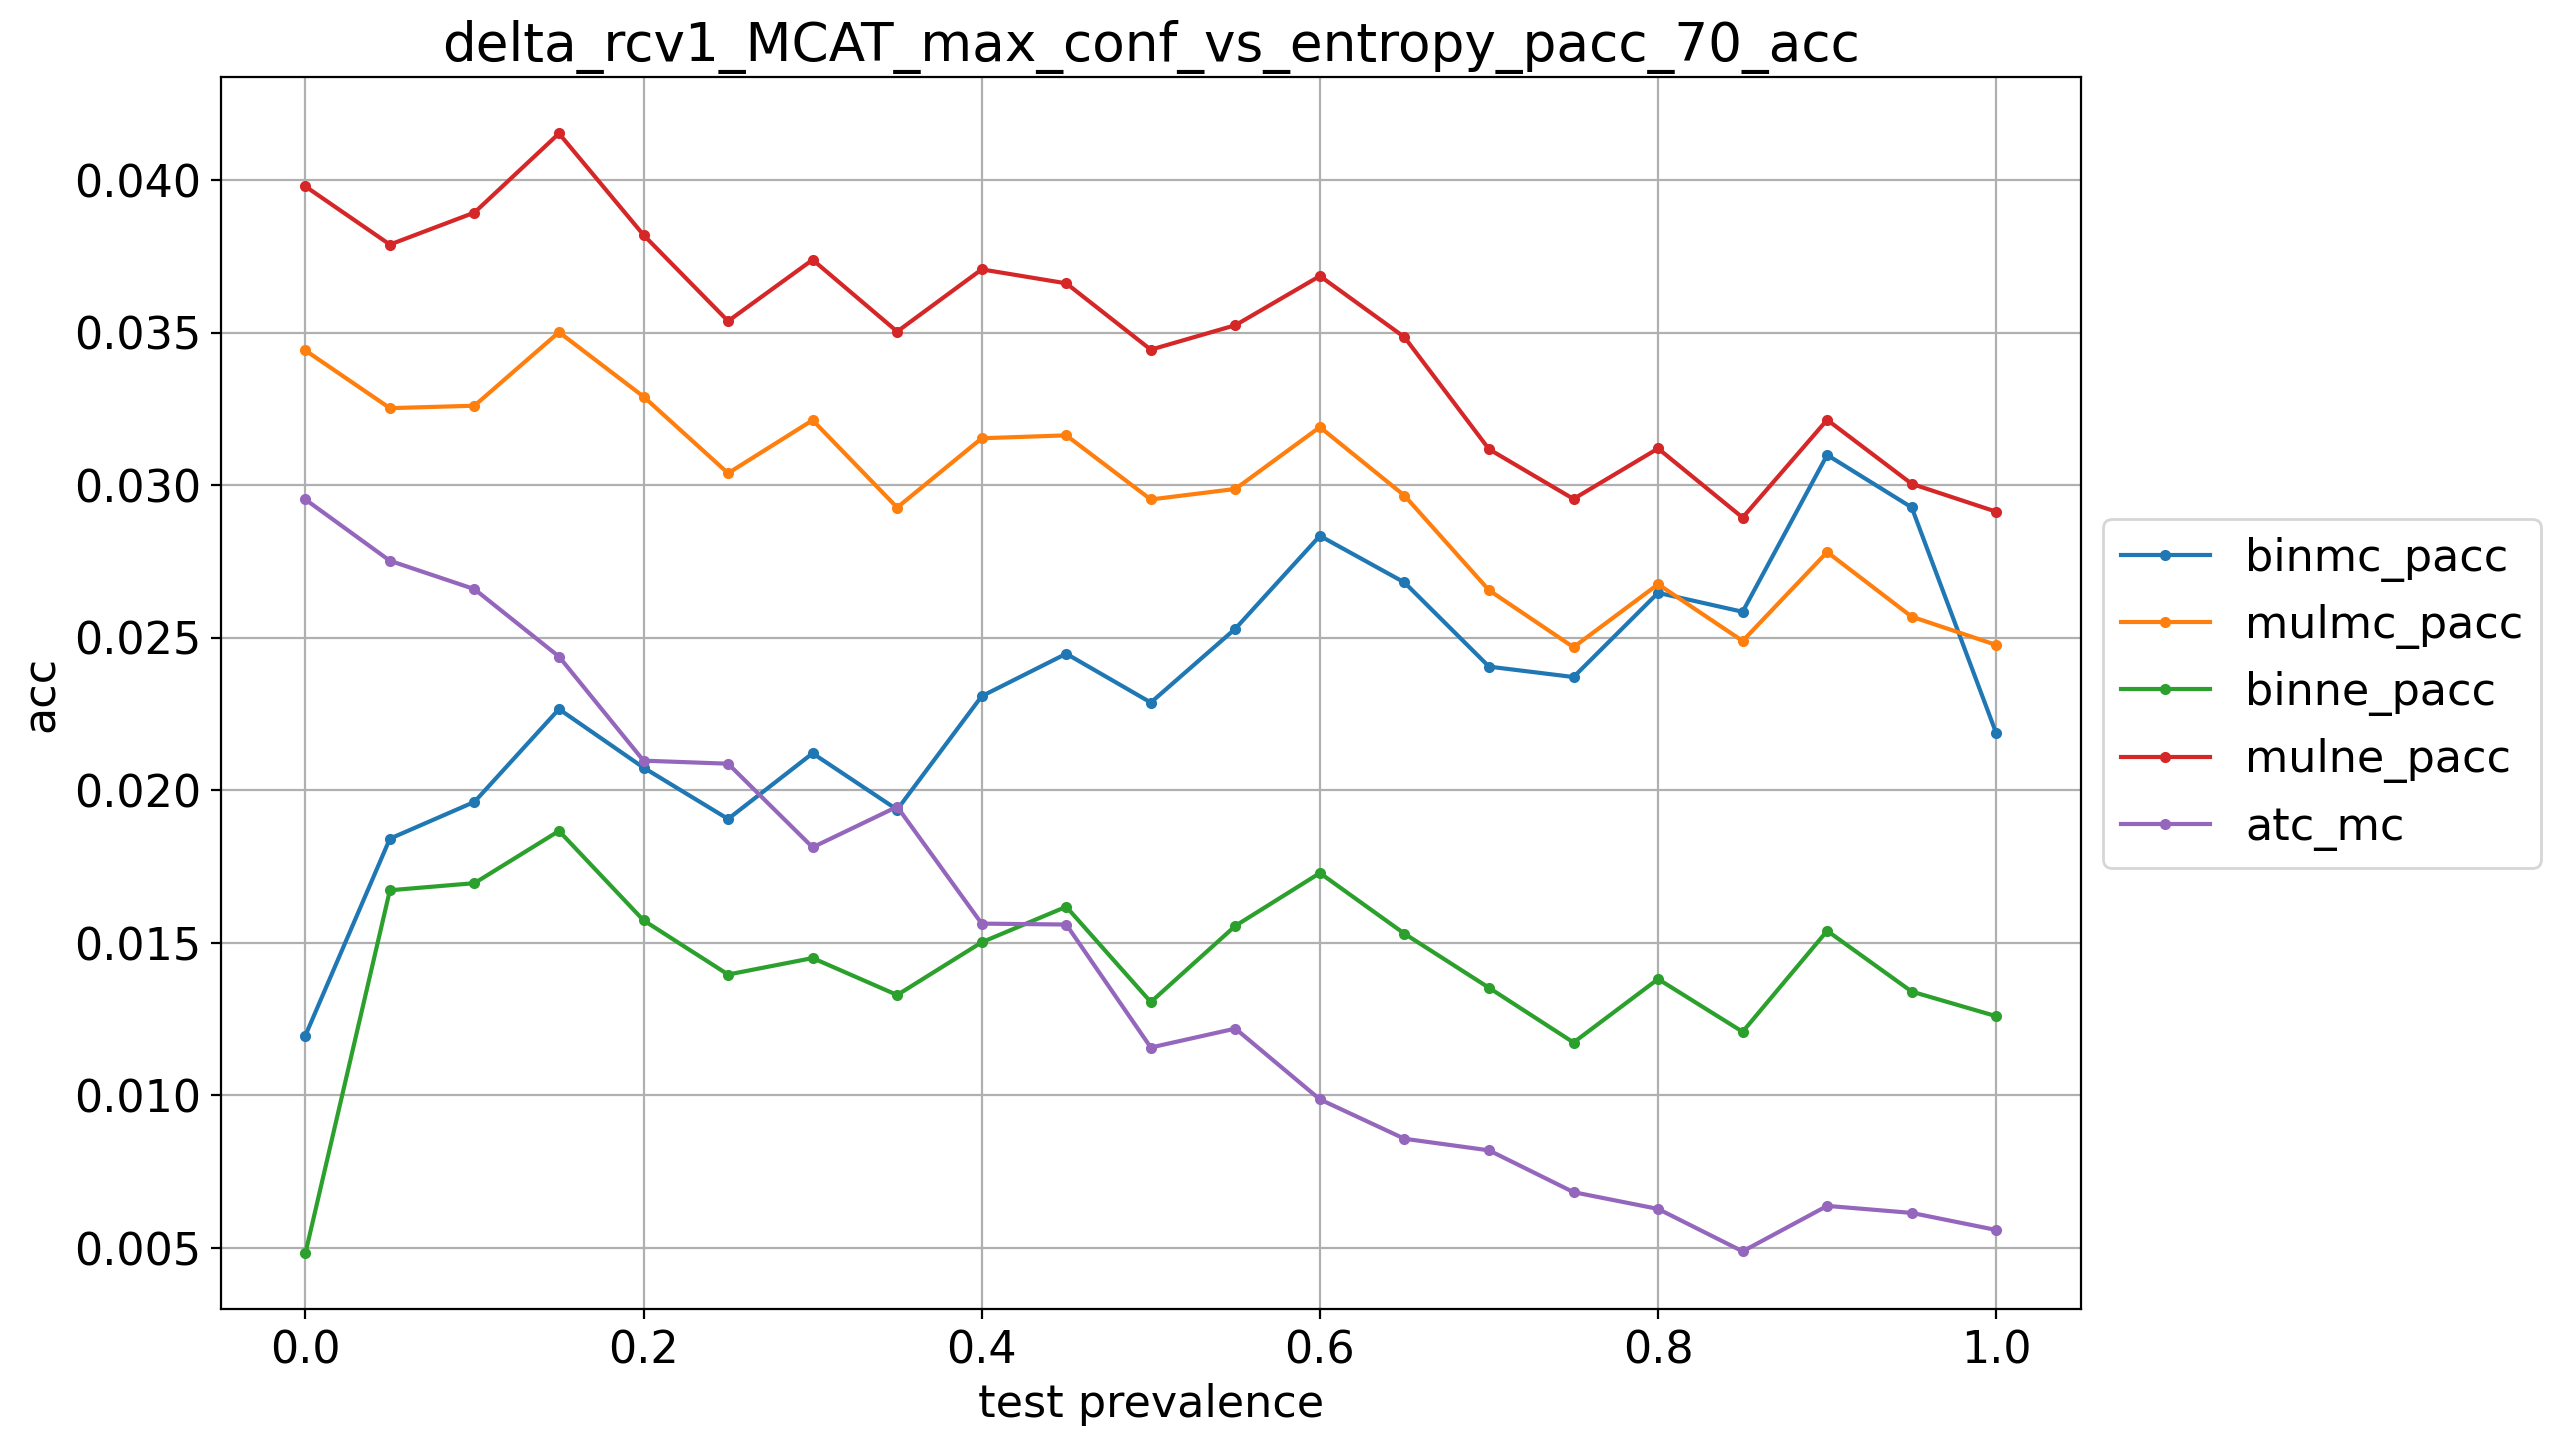 delta_rcv1_MCAT_max_conf_vs_entropy_pacc_70_acc
0.040
0.035
0.030
0.025
0.020
0.015
0.010
0.005
acc
0.0 0.2 0.4 0.6 0.8 1.0
test prevalence
binmc_pacc
mulmc_pacc
binne_pacc
mulne_pacc
atc_mc